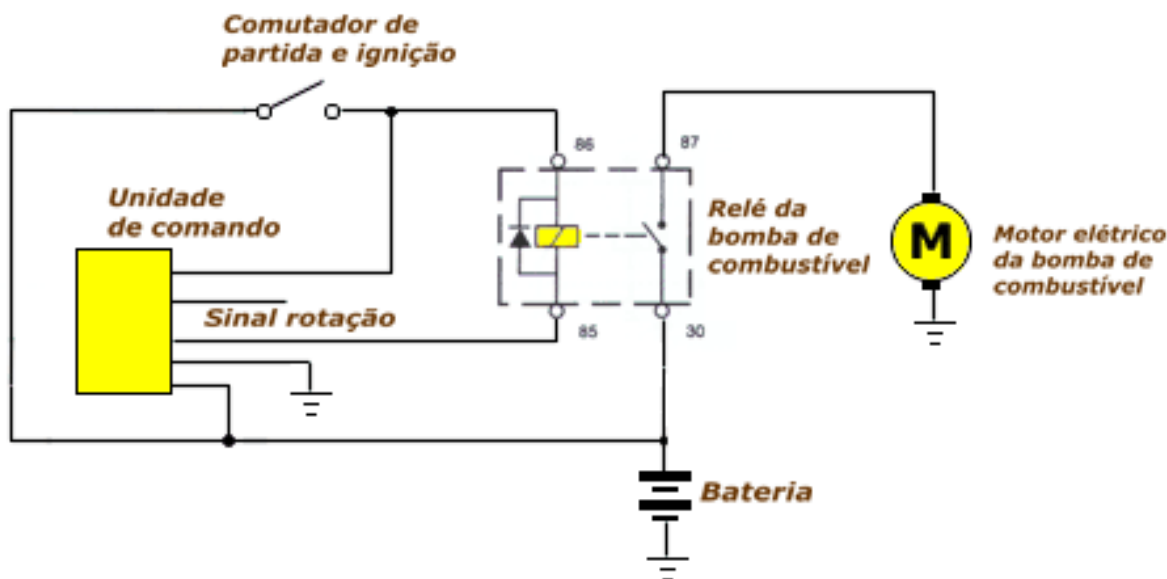 Comutador de
partida e ignição
86
87
Unidade
de comando
Relé da
bomba de
combustível
M
Motor elétrico
da bomba de
combustível
Sinal rotação
85
30
Bateria